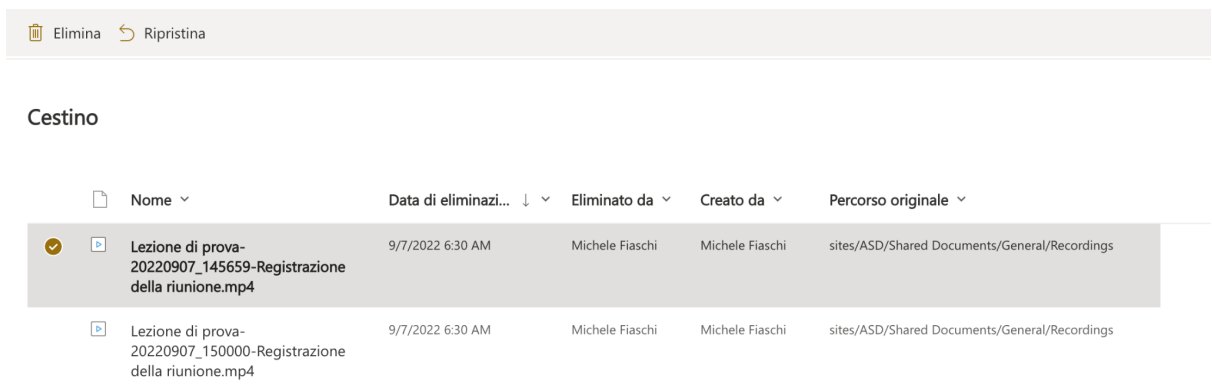 Elimina Ripristina
Cestino
Nome Data di eliminazi... Eliminato da Creato da Percorso originale
Lezione di prova- 9/7/2022 6:30 AM Michele Fiaschi Michele Fiaschi sites/ASD/Shared Documents/General/Recordings
20220907_145659-Registrazione
della riunione.mp4
Lezione di prova- 9/7/2022 6:30 AM Michele Fiaschi Michele Fiaschi sites/ASD/Shared Documents/General/Recordings
20220907_150000-Registrazione
della riunione.mp4